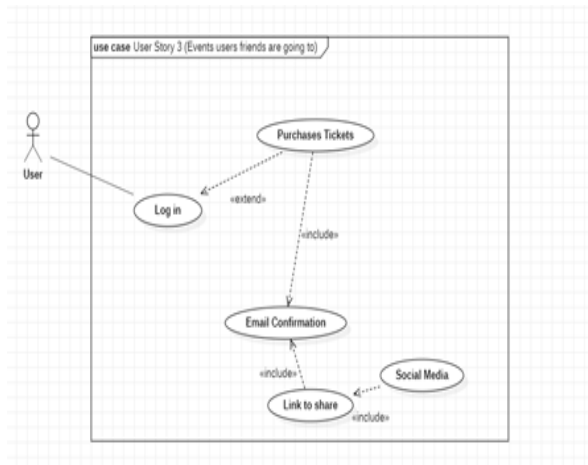 use case User Story 3 (Events users friends are going to)
Purchases Tickets
User
«extend»
Log in
«include»
Email Confirmation
«include»
Social Media
Link to share
«include»